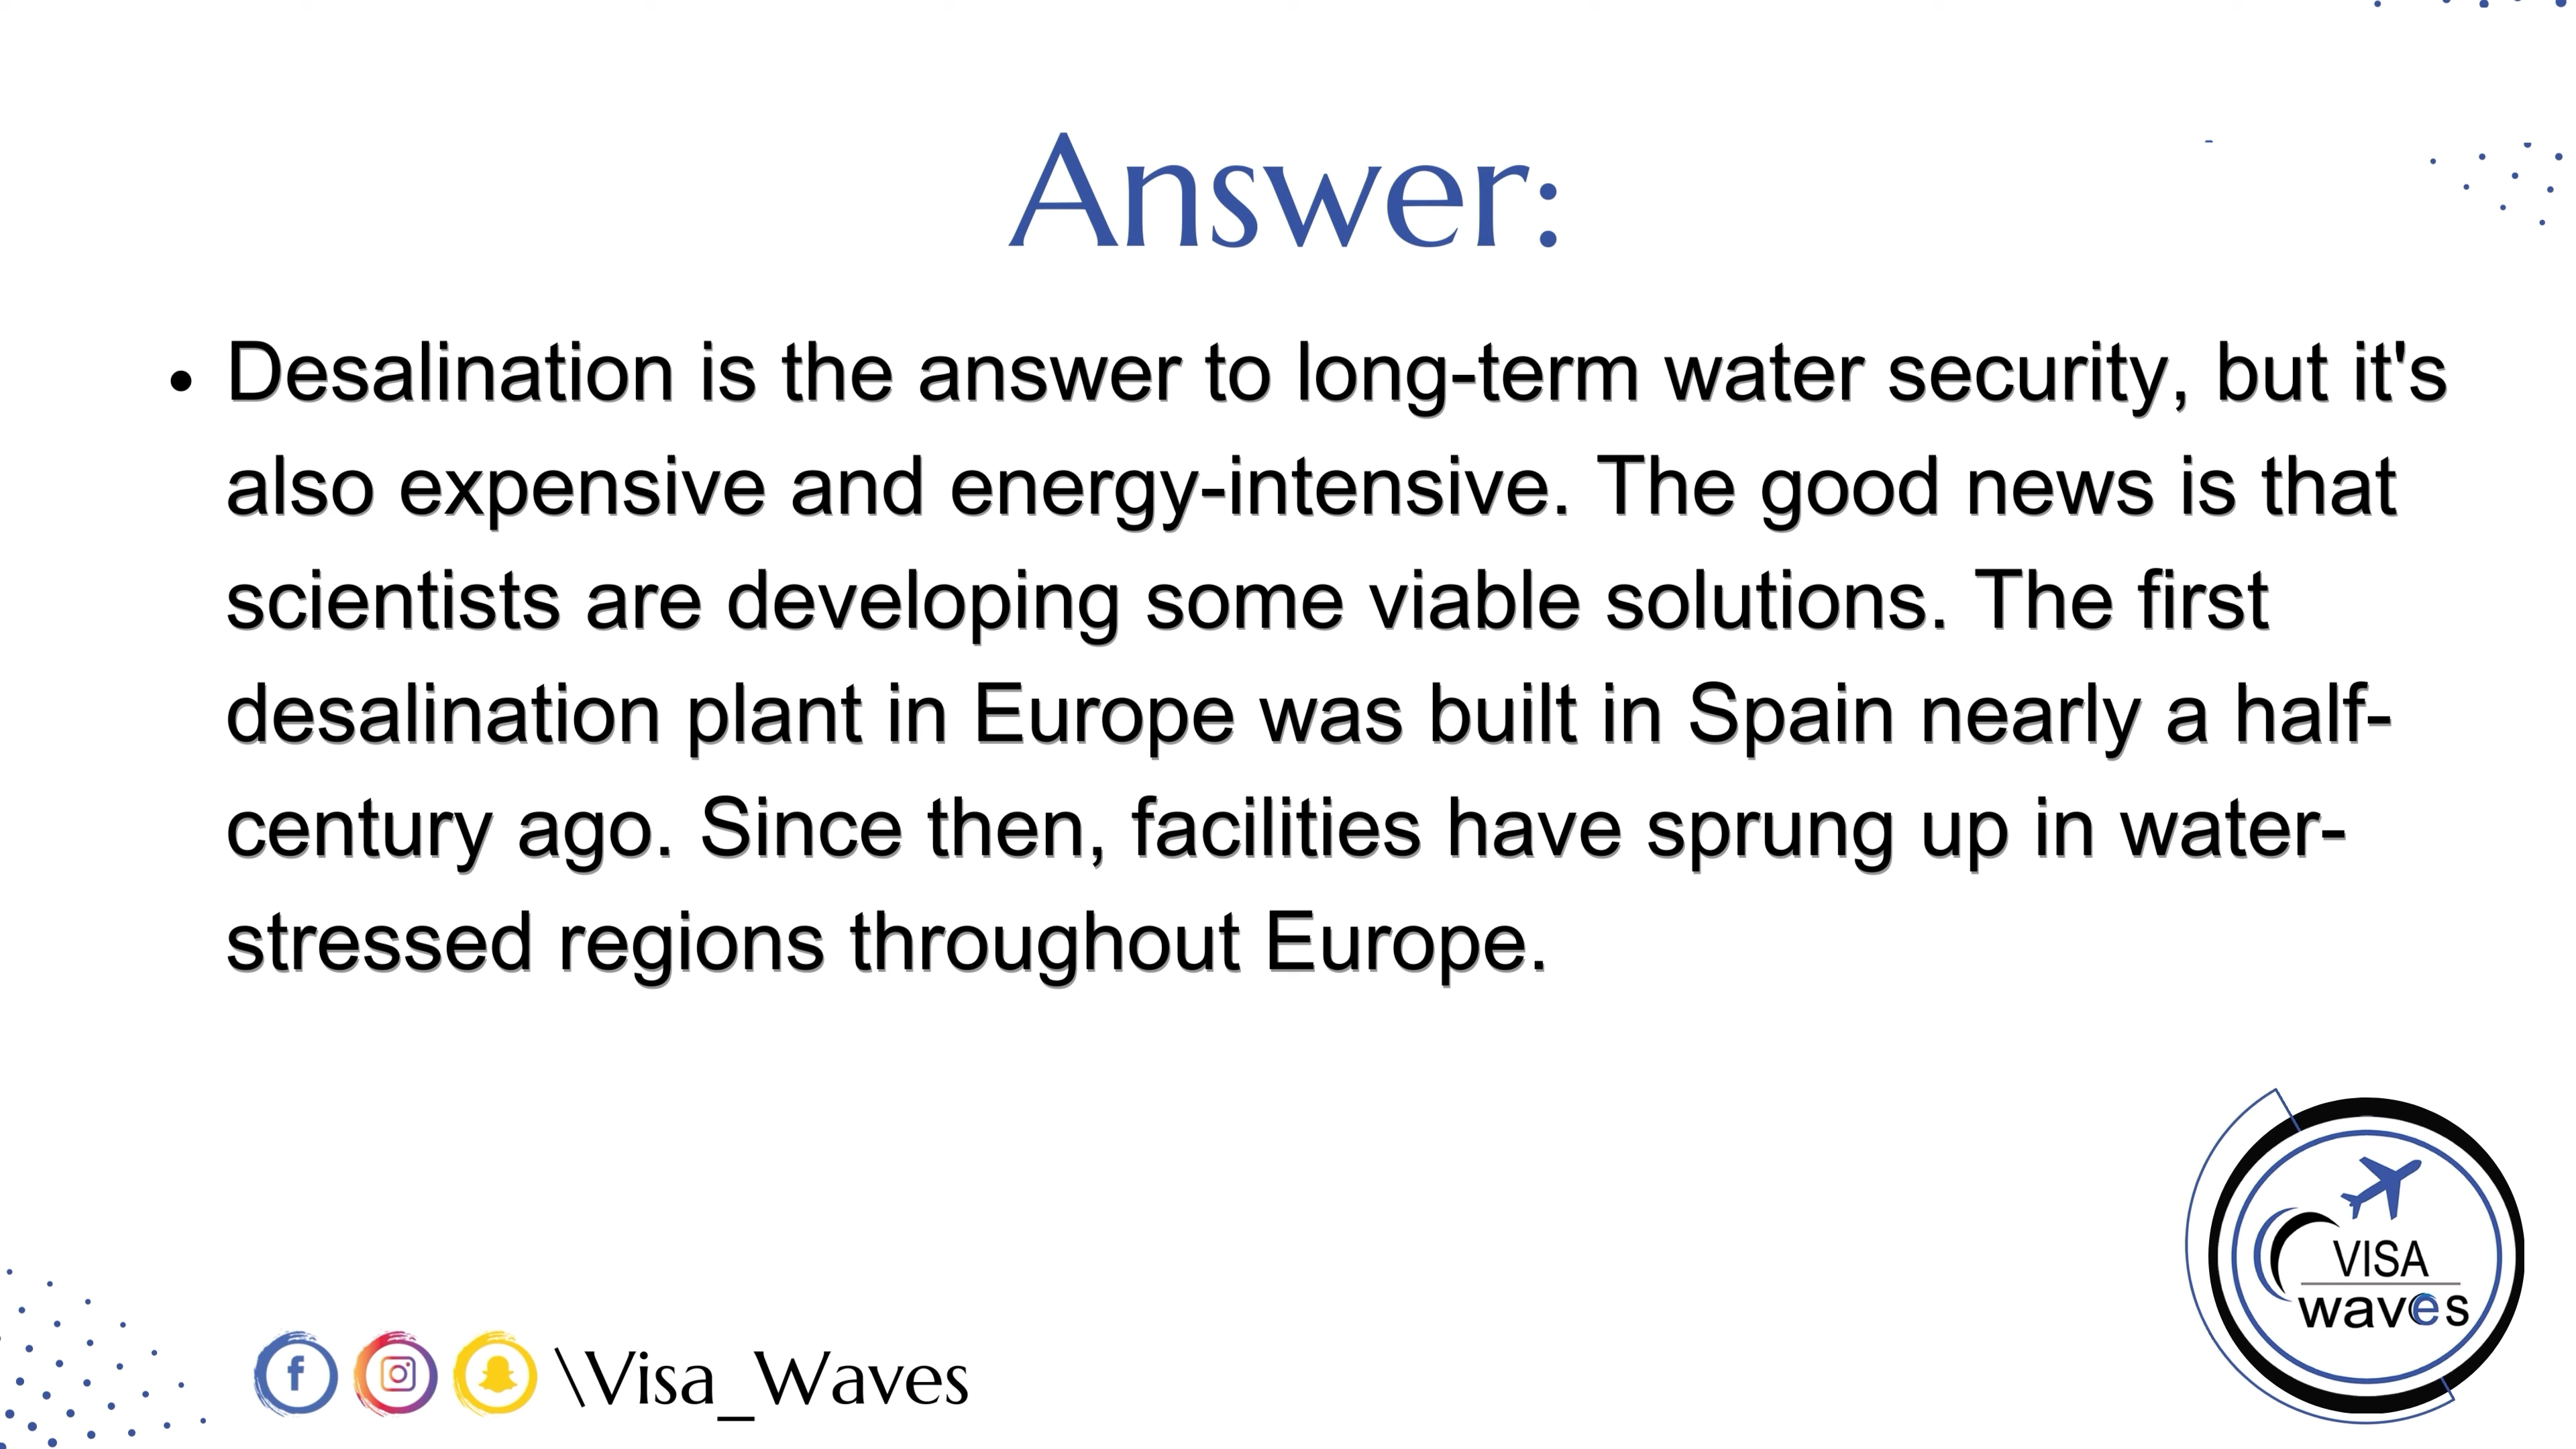 Answer:
• Desalination is the answer to long-term water security, but it's
also expensive and energy-intensive. The good news is that
scientists are developing some viable solutions. The first
desalination plant in Europe was built in Spain nearly a half-
century ago. Since then, facilities have sprung up in water-
stressed regions throughout Europe.
VISA
waves
\Visa_Waves